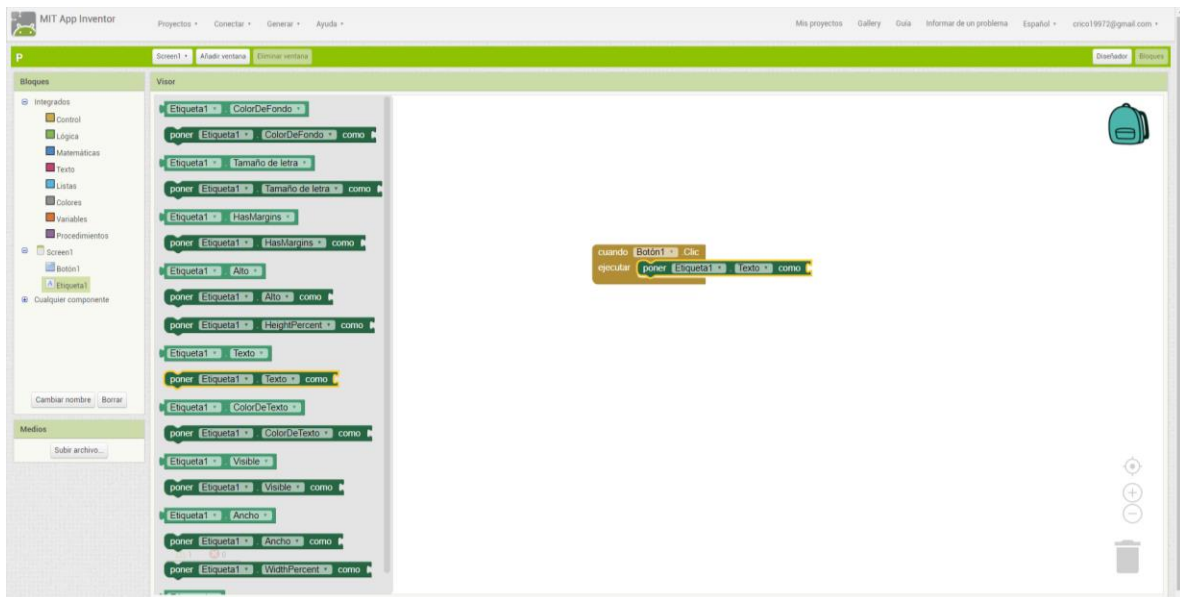 MIT App Inventor
Proyectos Conectar Generar Ayuda
Mis proyectos Gallery Guía Informar de un problema Español crico19972@gmail.com
P
Screen1 Añadir ventana Eliminar ventana
Diseñador Bloques
Bloques
Integrados
Control
Lógica
Matemáticas
Texto
Listas
Colores
Variables
Procedimientos
Screen1
Botón1
A Etiqueta1
Cualquier componente
Cambiar nombre Borrar
Medios
Subir archivo...
Visor
Etiqueta1 . ColorDeFondo
poner Etiqueta1 . ColorDeFondo como
Etiqueta1 . Tamaño de letra
poner Etiqueta1 . Tamaño de letra como
Etiqueta1 . HasMargins
poner Etiqueta1 . HasMargins como
Etiqueta1 . Alto
poner Etiqueta1 . Alto como
poner Etiqueta1 . HeightPercent como
Etiqueta1 . Texto
poner Etiqueta1 . Texto como
Etiqueta1 . ColorDeTexto
poner Etiqueta1 . ColorDeTexto como
Etiqueta1 . Visible
poner Etiqueta1 . Visible como
Etiqueta1 . Ancho
poner Etiqueta1 . Ancho como
poner Etiqueta1 . WidthPercent como
cuando Botón1 . Clic
ejecutar poner Etiqueta1 . Texto como